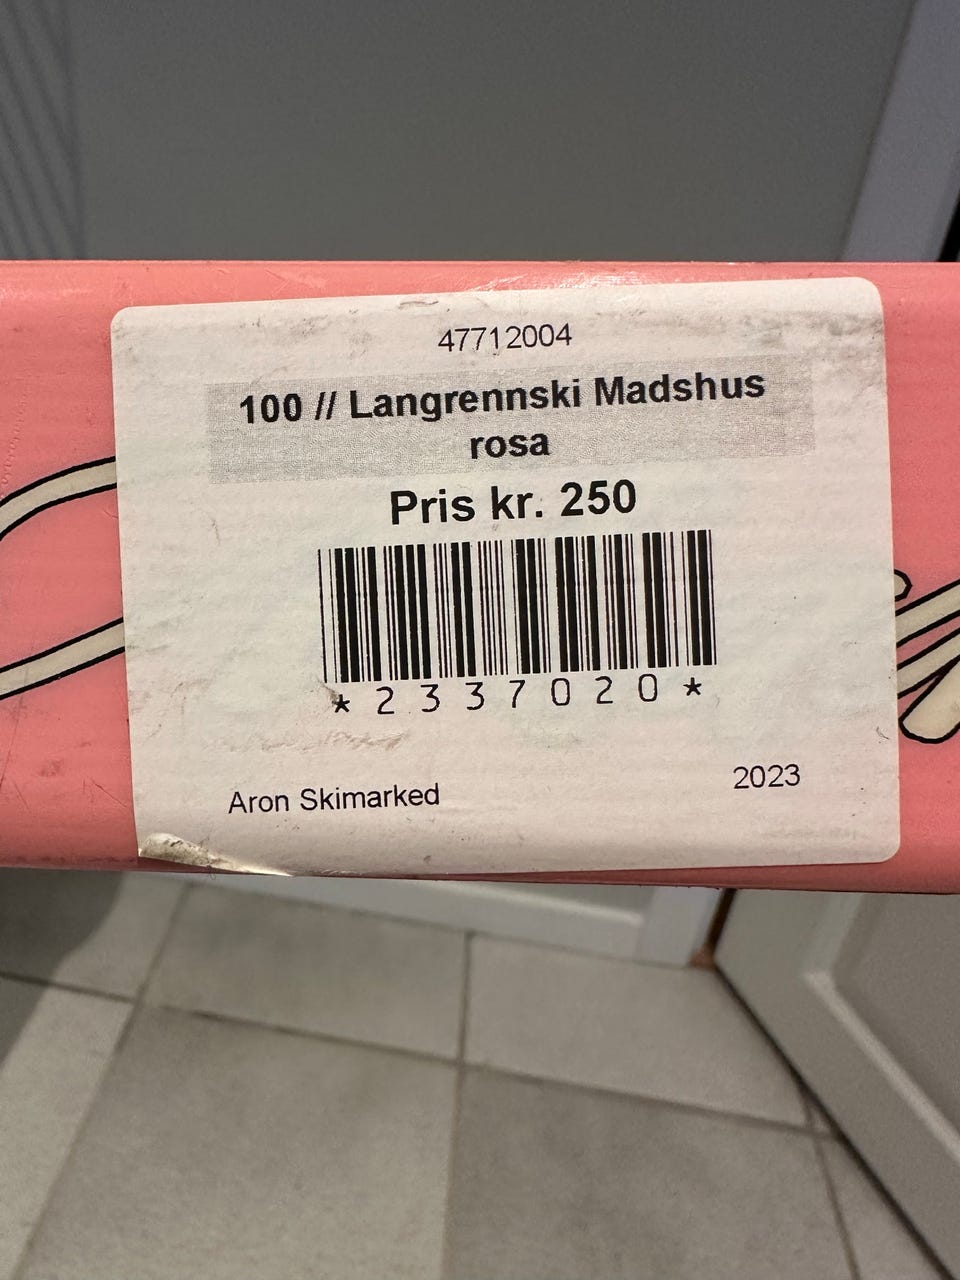 47712004
100 // Langrennski Madshus
rosa
Pris kr. 250
*2337020*
Aron Skimarked
2023